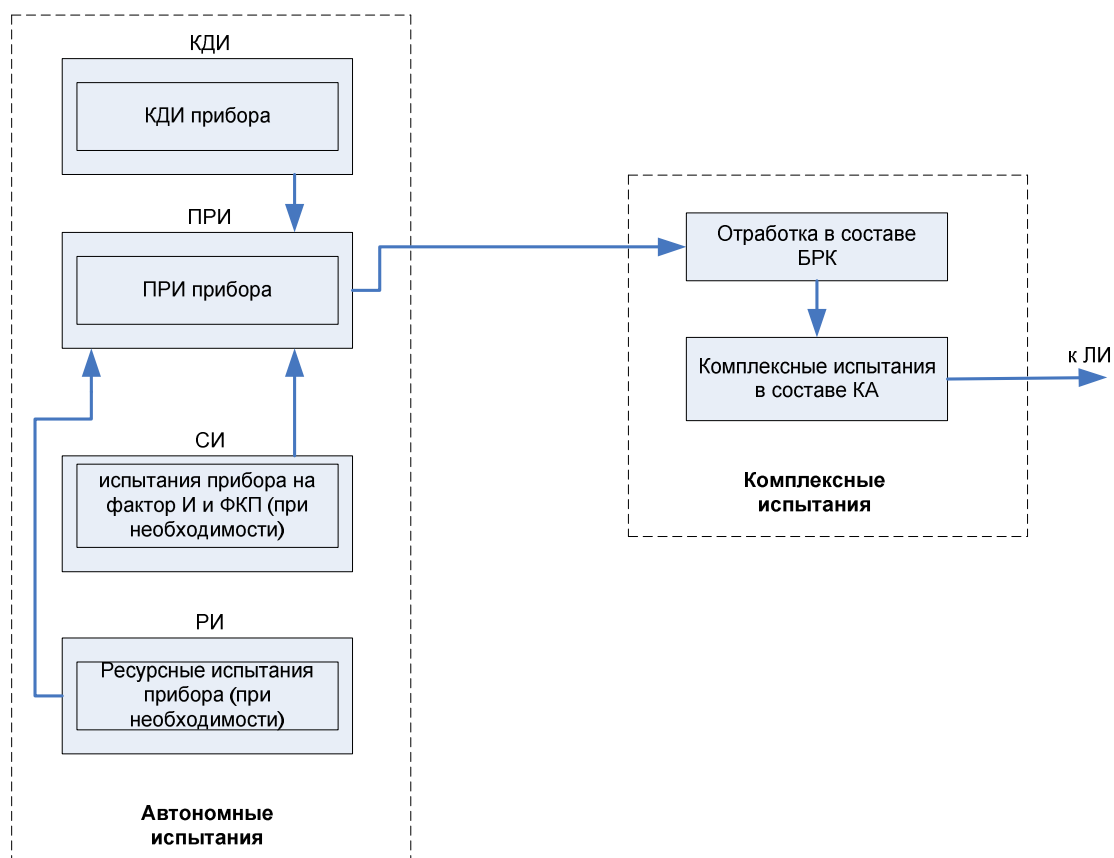 КДИ
КДИ прибора
ПРИ
ПРИ прибора
СИ
испытания прибора на
фактор И и ФКП (при
необходимости)
РИ
Ресурсные испытания
прибора (при
необходимости)
Автономные
испытания
Отработка в составе
БРК
Комплексные испытания
в составе КА
к ЛИ
Комплексные
испытания